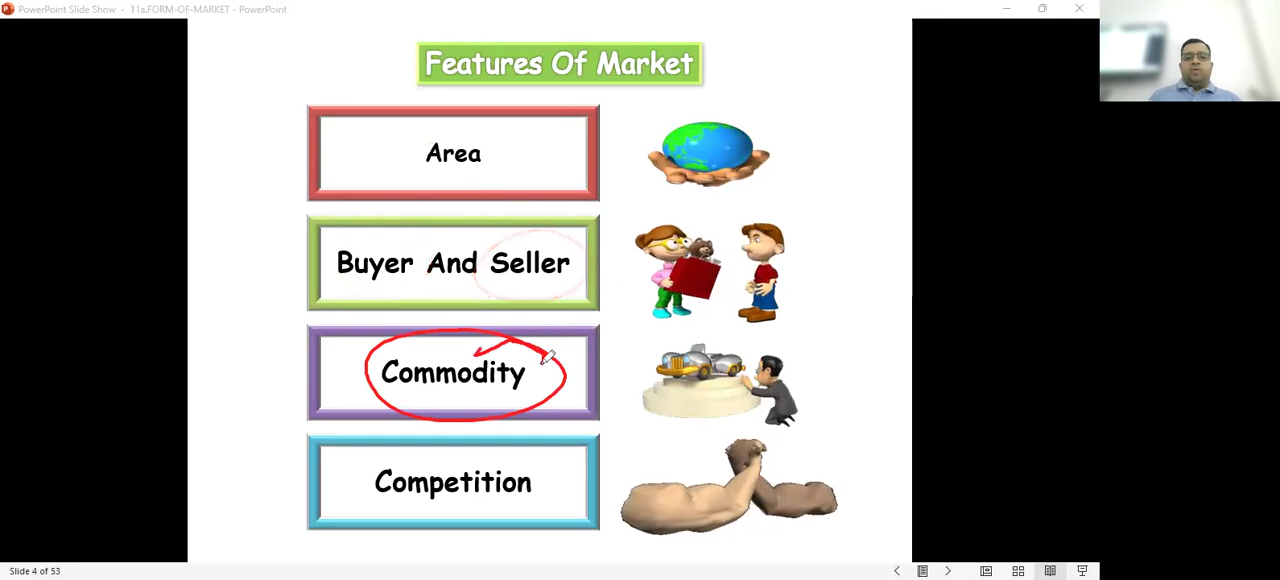 PowerPoint Slide Show - 11a.FORM-OF-MARKET - PowerPoint
Features Of Market
Area
Buyer And Seller
Commodity
Competition
Slide 4 of 53